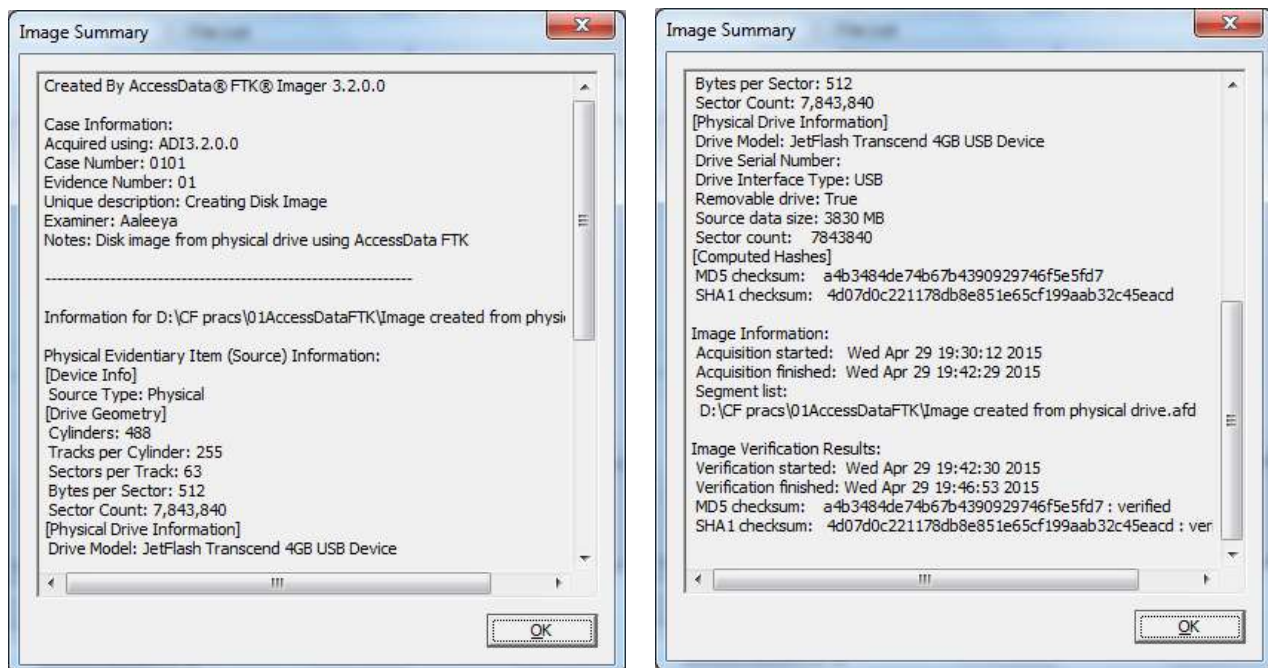 Image Summary
Created By AccessData® FTK® Imager 3.2.0.0
Case Information:
Acquired using: ADI3.2.0.0
Case Number: 0101
Evidence Number: 01
Unique description: Creating Disk Image
Examiner: Aaleeya
Notes: Disk image from physical drive using AccessData FTK
--------------------------------------------------------------
Information for D:\CF pracs\01AccessDataFTK\Image created from physi
Physical Evidentiary Item (Source) Information:
[Device Info]
Source Type: Physical
[Drive Geometry]
Cylinders: 488
Tracks per Cylinder: 255
Sectors per Track: 63
Bytes per Sector: 512
Sector Count: 7,843,840
[Physical Drive Information]
Drive Model: JetFlash Transcend 4GB USB Device
OK
Image Summary
Bytes per Sector: 512
Sector Count: 7,843,840
[Physical Drive Information]
Drive Model: JetFlash Transcend 4GB USB Device
Drive Serial Number:
Drive Interface Type: USB
Removable drive: True
Source data size: 3830 MB
Sector count: 7843840
[Computed Hashes]
MD5 checksum: a4b3484de74b67b4390929746f5e5fd7
SHA1 checksum: 4d07d0c221178db8e851e65cf199aab32c45eacd
Image Information:
Acquisition started: Wed Apr 29 19:30:12 2015
Acquisition finished: Wed Apr 29 19:42:29 2015
Segment list:
D:\CF pracs\01AccessDataFTK\Image created from physical drive.afd
Image Verification Results:
Verification started: Wed Apr 29 19:42:30 2015
Verification finished: Wed Apr 29 19:46:53 2015
MD5 checksum: a4b3484de74b67b4390929746f5e5fd7 : verified
SHA1 checksum: 4d07d0c221178db8e851e65cf199aab32c45eacd : ver
OK